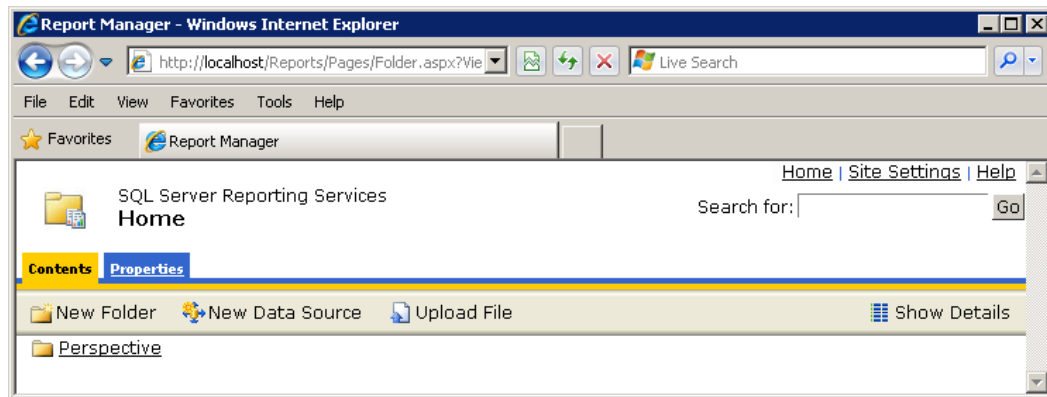 Report Manager - Windows Internet Explorer
http://localhost/Reports/Pages/Folder.aspx?Vie
Live Search
File Edit View Favorites Tools Help
Favorites Report Manager
Home | Site Settings | Help
SQL Server Reporting Services
Home
Search for: Go
Contents Properties
New Folder New Data Source Upload File Show Details
Perspective